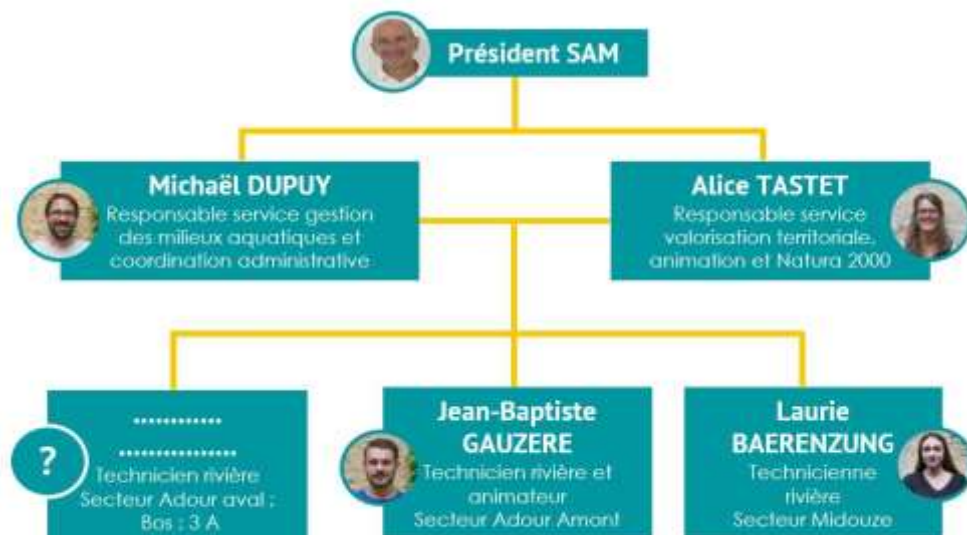 Président SAM
Michaël DUPUY
Responsable service gestion
des milieux aquatiques et
coordination administrative
Alice TASTET
Responsable service
valorisation territoriale,
animation et Natura 2000
............
................
?
Technicien rivière
Secteur Adour aval ;
Bas ; 3 A
Jean-Baptiste
GAUZERE
Technicien rivière et
animateur
Secteur Adour Amont
Laurie
BAERENZUNG
Technicienne
rivière
Secteur Midouze